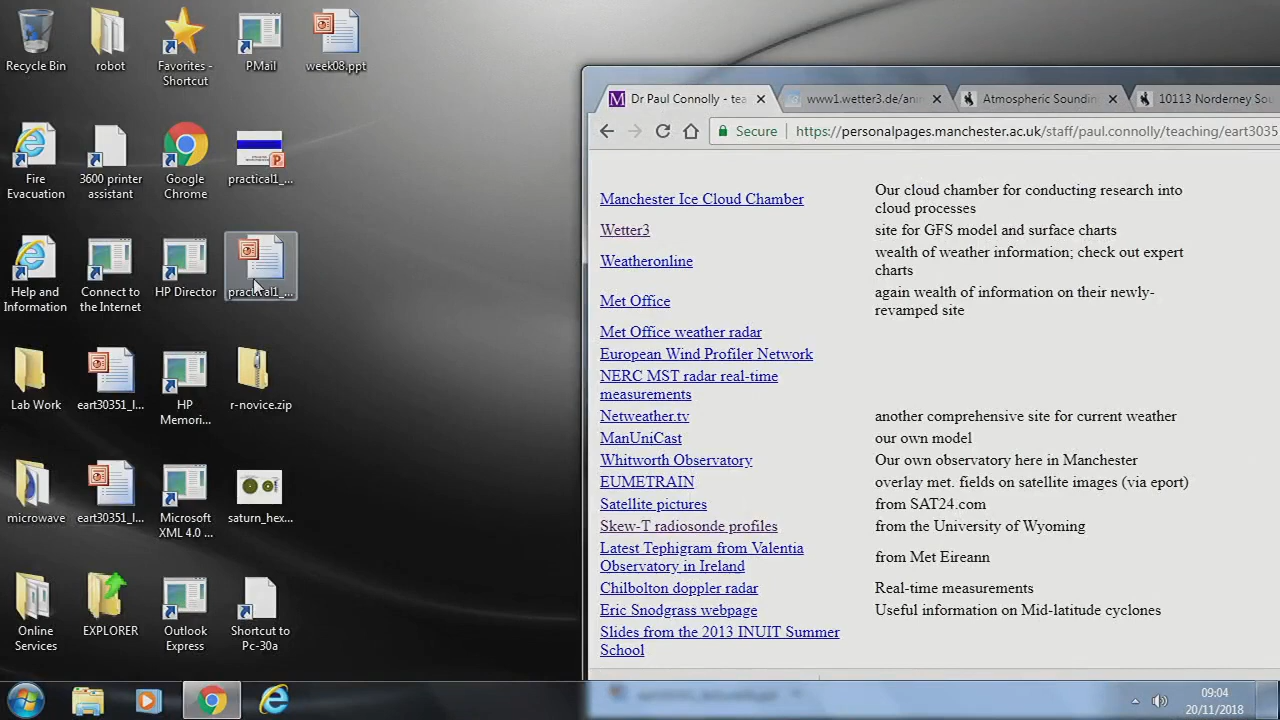 Recycle Bin
robot
Favorites -
Shortcut
PMail
week08.ppt
Fire
Evacuation
3600 printer
assistant
Google
Chrome
practical1_...
Help and
Information
Connect to
the Internet
HP Director
practical1_...
Lab Work
eart30351_l...
HP
Memori...
r-novice.zip
microwave
eart30351_l...
Microsoft
XML 4.0 ...
saturn_hex...
Online
Services
EXPLORER
Outlook
Express
Shortcut to
Pc-30a
Dr Paul Connolly - tea
www1.wetter3.de/ani
Atmospheric Soundin
10113 Norderney Sou
Secure
https://personalpages.manchester.ac.uk/staff/paul.connolly/teaching/eart3035
Manchester Ice Cloud Chamber
Our cloud chamber for conducting research into
cloud processes
Wetter3
site for GFS model and surface charts
Weatheronline
wealth of weather information; check out expert
charts
Met Office
again wealth of information on their newly-
revamped site
Met Office weather radar
European Wind Profiler Network
NERC MST radar real-time
measurements
Netweather.tv
another comprehensive site for current weather
ManUniCast
our own model
Whitworth Observatory
Our own observatory here in Manchester
EUMETRAIN
overlay met. fields on satellite images (via eport)
Satellite pictures
from SAT24.com
Skew-T radiosonde profiles
from the University of Wyoming
Latest Tephigram from Valentia
Observatory in Ireland
from Met Eireann
Chilbolton doppler radar
Real-time measurements
Eric Snodgrass webpage
Useful information on Mid-latitude cyclones
Slides from the 2013 INUIT Summer
School
09:04
20/11/2018